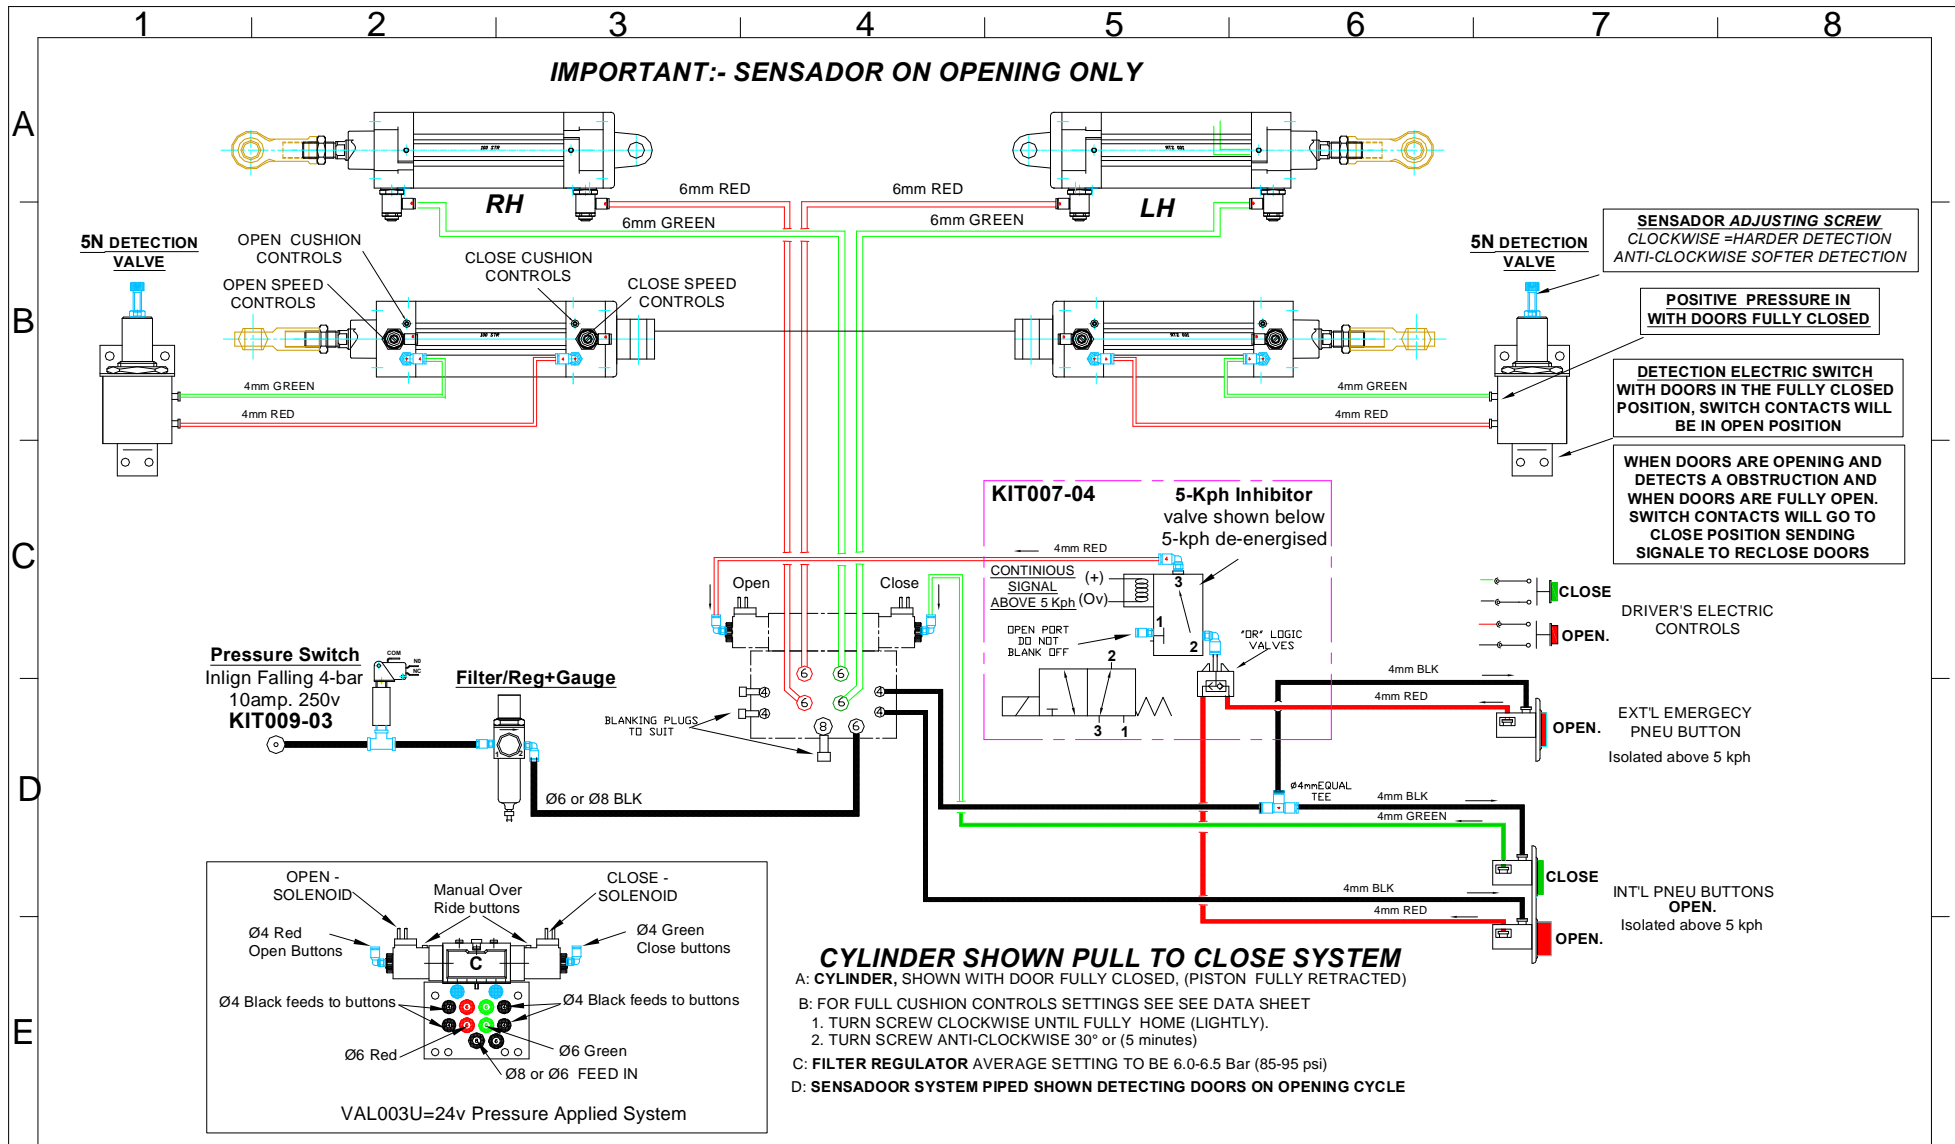 1 2 3 4 5 6 7 8
IMPORTANT:- SENSADOR ON OPENING ONLY
A
B
C
D
E
RH
LH
6mm RED
6mm RED
6mm GREEN
6mm GREEN
5N DETECTION
VALVE
OPEN CUSHION
CONTROLS
OPEN SPEED
CONTROLS
CLOSE CUSHION
CONTROLS
CLOSE SPEED
CONTROLS
5N DETECTION
VALVE
SENSADOR ADJUSTING SCREW
CLOCKWISE =HARDER DETECTION
ANTI-CLOCKWISE SOFTER DETECTION
POSITIVE PRESSURE IN
WITH DOORS FULLY CLOSED
DETECTION ELECTRIC SWITCH
WITH DOORS IN THE FULLY CLOSED
POSITION, SWITCH CONTACTS WILL
BE IN OPEN POSITION
WHEN DOORS ARE OPENING AND
DETECTS A OBSTRUCTION AND
WHEN DOORS ARE FULLY OPEN.
SWITCH CONTACTS WILL GO TO
CLOSE POSITION SENDING
SIGNALE TO RECLOSE DOORS
4mm GREEN
4mm RED
4mm GREEN
4mm RED
KIT007-04
5-Kph Inhibitor
valve shown below
5-kph de-energised
4mm RED
CONTINIOUS
SIGNAL
ABOVE 5 Kph
(+)
(Ov)
3
1
2
OPEN PORT
DO NOT
BLANK OFF
"OR" LOGIC
VALVES
2
3 1
Open
Close
CLOSE
OPEN.
DRIVER'S ELECTRIC
CONTROLS
Pressure Switch
Inlign Falling 4-bar
10amp. 250v
KIT009-03
COM
NO
NC
Filter/Reg+Gauge
1 2
BLANKING PLUGS
TO SUIT
6 6
4 6 6 4
4 8 6 4
Ø6 or Ø8 BLK
4mm BLK
4mm RED
OPEN.
EXT'L EMERGECY
PNEU BUTTON
Isolated above 5 kph
Ø4mmEQUAL
TEE
4mm BLK
4mm GREEN
CLOSE
4mm BLK
4mm RED
OPEN.
INT'L PNEU BUTTONS
OPEN.
Isolated above 5 kph
OPEN -
SOLENOID
Manual Over
Ride buttons
CLOSE -
SOLENOID
Ø4 Red
Open Buttons
Ø4 Green
Close buttons
C
Ø4 Black feeds to buttons
Ø4 Black feeds to buttons
Ø6 Red
Ø6 Green
Ø8 or Ø6 FEED IN
VAL003U=24v Pressure Applied System
CYLINDER SHOWN PULL TO CLOSE SYSTEM
A: CYLINDER, SHOWN WITH DOOR FULLY CLOSED, (PISTON FULLY RETRACTED)
B: FOR FULL CUSHION CONTROLS SETTINGS SEE SEE DATA SHEET
1. TURN SCREW CLOCKWISE UNTIL FULLY HOME (LIGHTLY).
2. TURN SCREW ANTI-CLOCKWISE 30° or (5 minutes)
C: FILTER REGULATOR AVERAGE SETTING TO BE 6.0-6.5 Bar (85-95 psi)
D: SENSADOOR SYSTEM PIPED SHOWN DETECTING DOORS ON OPENING CYCLE